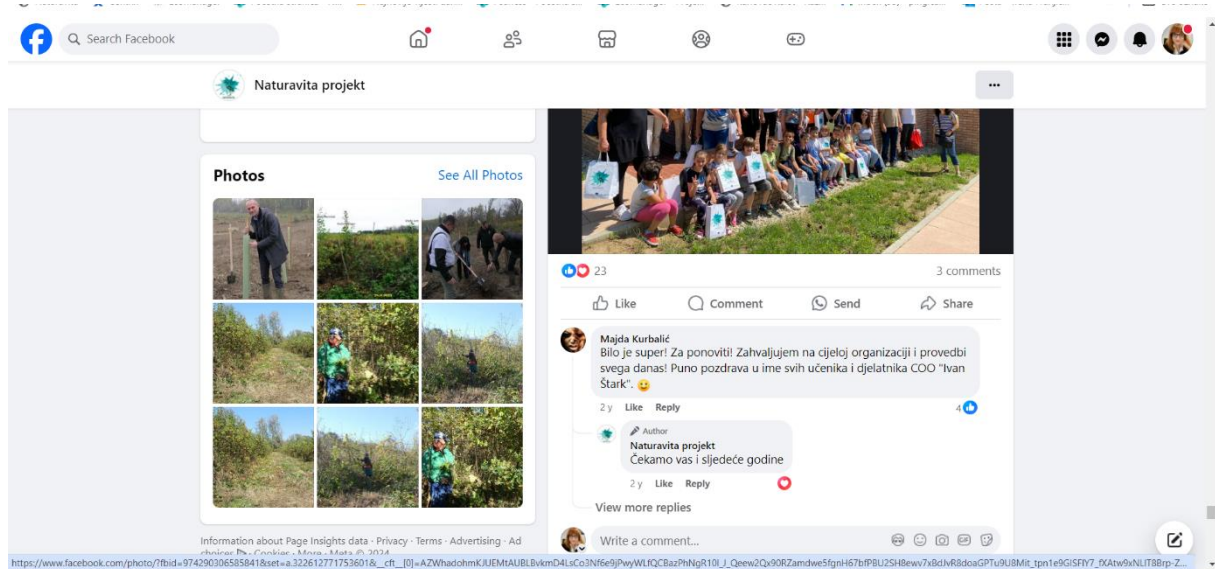 Search Facebook
Naturavita projekt
Photos
See All Photos
Information about Page Insights data · Privacy · Terms · Advertising · Ad
choices · Cookies · More · Meta © 2024
23
3 comments
Like
Comment
Send
Share
Majda Kurbalić
Bilo je super! Za ponoviti! Zahvaljujem na cijeloj organizaciji i provedbi
svega danas! Puno pozdrava u ime svih učenika i djelatnika COO "Ivan
Štark". 😀
2 y Like Reply
4
Author
Naturavita projekt
Čekamo vas i sljedeće godine
2 y Like Reply
View more replies
Write a comment...